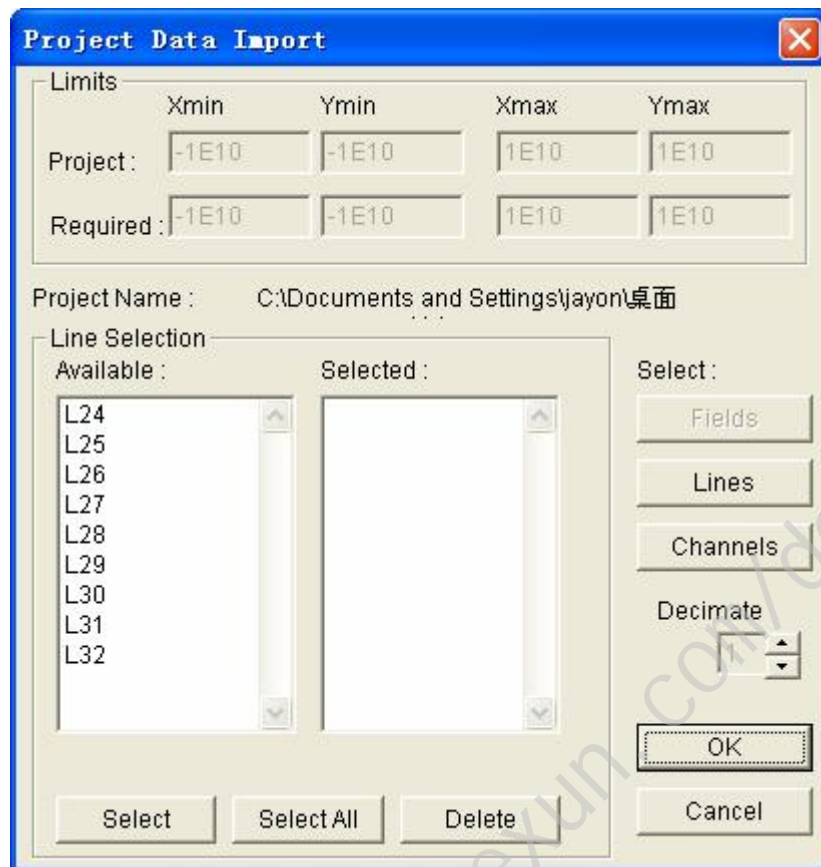 Project Data Import
Limits
Xmin Ymin Xmax Ymax
Project : -1E10 -1E10 1E10 1E10
Required : -1E10 -1E10 1E10 1E10
Project Name : C:\Documents and Settings\jayon\桌面
Line Selection
Available : Selected : Select :
L24
L25
L26
L27
L28
L29
L30
L31
L32
Fields
Lines
Channels
Decimate
1
OK
Cancel
Select Select All Delete